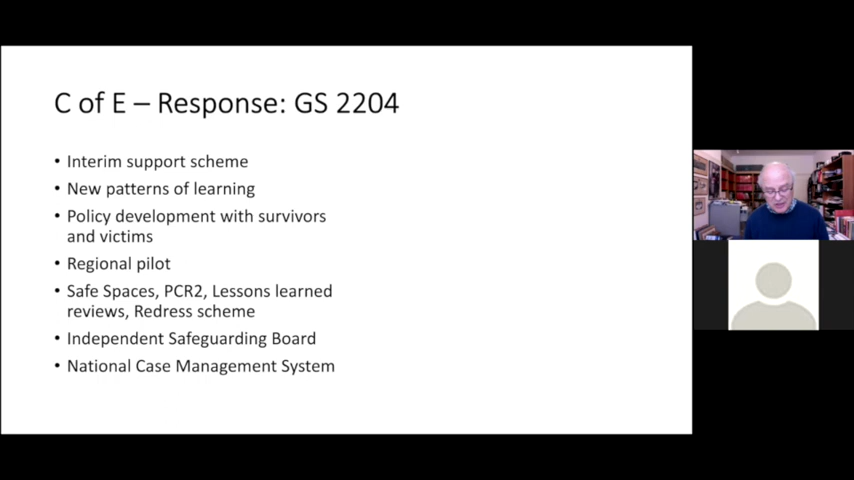 C of E – Response: GS 2204
• Interim support scheme
• New patterns of learning
• Policy development with survivors
and victims
• Regional pilot
• Safe Spaces, PCR2, Lessons learned
reviews, Redress scheme
• Independent Safeguarding Board
• National Case Management System